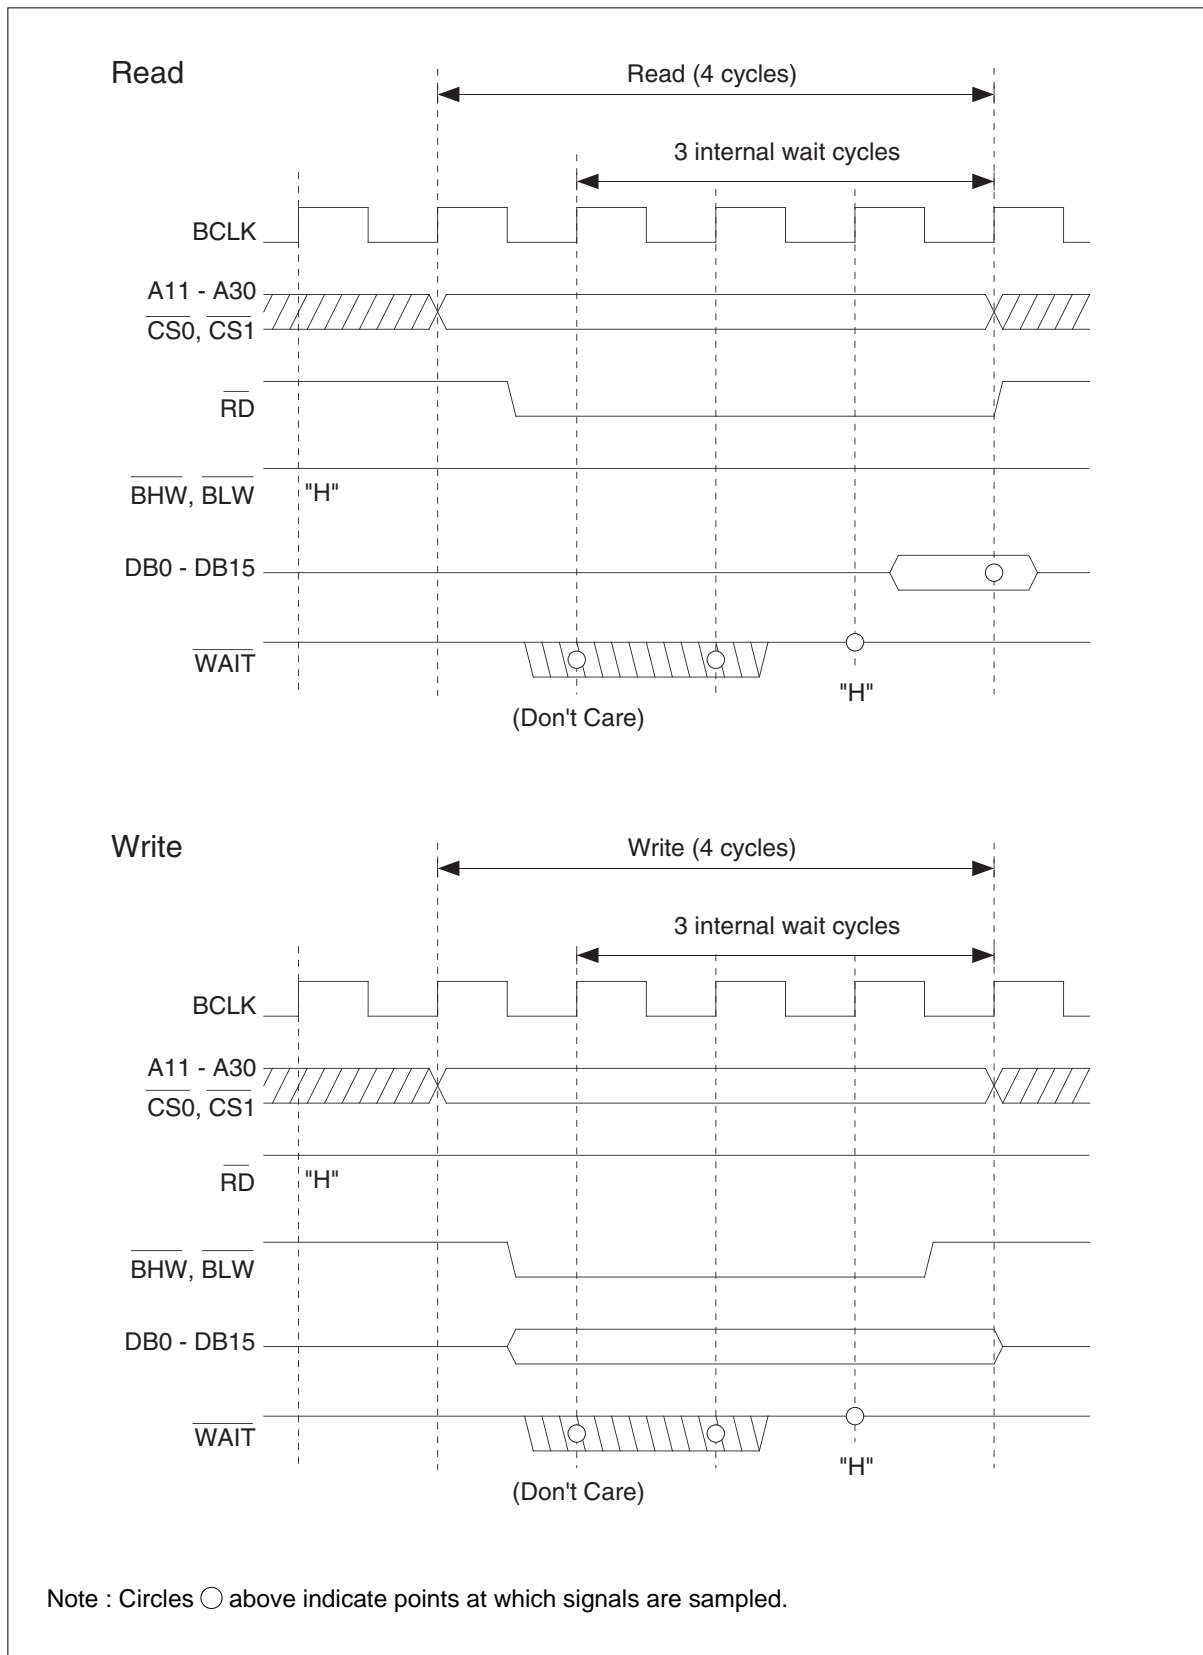 Read
Read (4 cycles)
3 internal wait cycles
BCLK
A11 - A30
CS0, CS1
RD
BHW, BLW
"H"
DB0 - DB15
WAIT
"H"
(Don't Care)
Write
Write (4 cycles)
3 internal wait cycles
BCLK
A11 - A30
CS0, CS1
RD
"H"
BHW, BLW
DB0 - DB15
WAIT
"H"
(Don't Care)
Note : Circles ○ above indicate points at which signals are sampled.